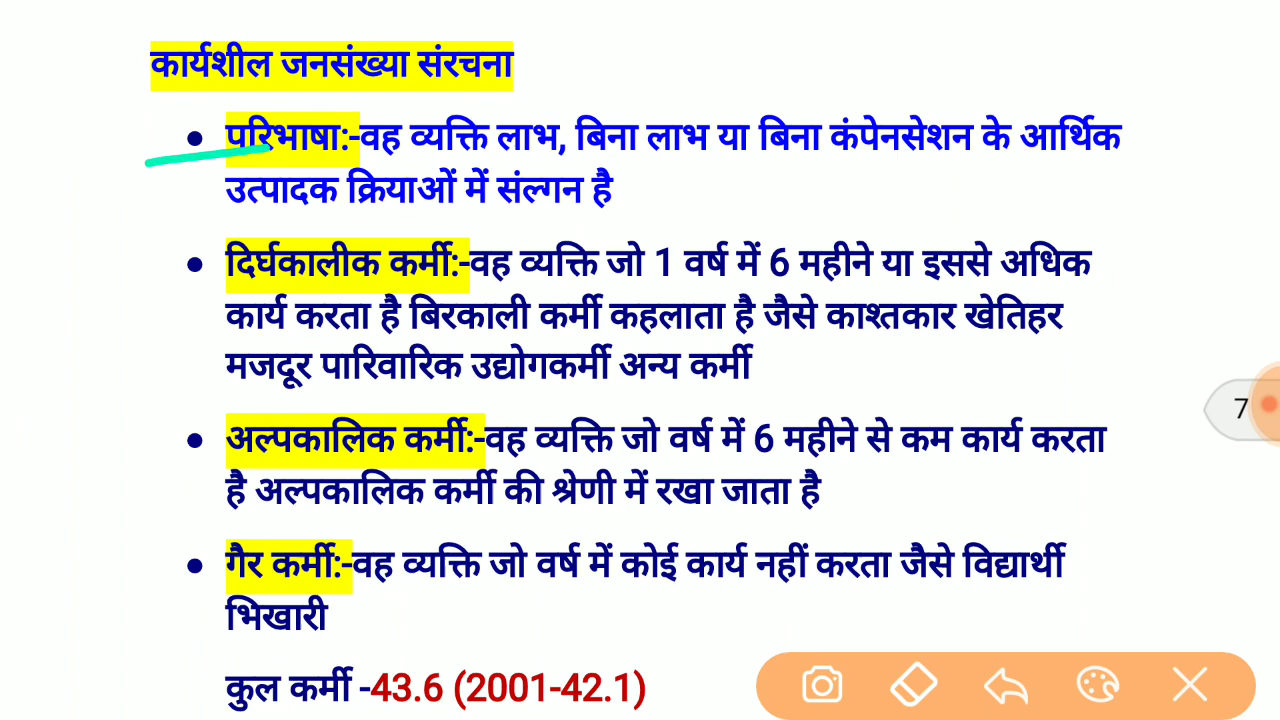 कार्यशील जनसंख्या संरचना
परिभाषा:-वह व्यक्ति लाभ, बिना लाभ या बिना कंपेनसेशन के आर्थिक
उत्पादक क्रियाओं में संल्गन है
दिर्घकालीक कर्मी:-वह व्यक्ति जो 1 वर्ष में 6 महीने या इससे अधिक
कार्य करता है बिरकाली कर्मी कहलाता है जैसे काश्तकार खेतिहर
मजदूर पारिवारिक उद्योगकर्मी अन्य कर्मी
7
अल्पकालिक कर्मी:-वह व्यक्ति जो वर्ष में 6 महीने से कम कार्य करता
है अल्पकालिक कर्मी की श्रेणी में रखा जाता है
गैर कर्मी:-वह व्यक्ति जो वर्ष में कोई कार्य नहीं करता जैसे विद्यार्थी
भिखारी
कुल कर्मी -43.6 (2001-42.1)